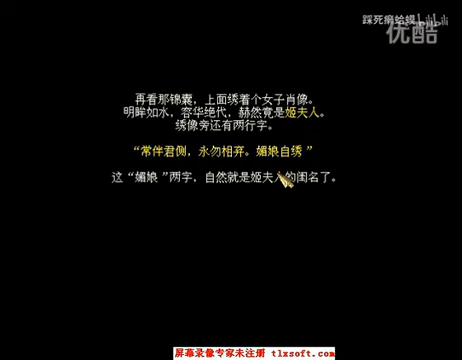 踩死癞蛤蟆
bilibili
优酷
再看那锦囊，上面绣着个女子肖像。
明眸如水，容华绝代，赫然竟是姬夫人。
绣像旁还有两行字。
“常伴君侧，永勿相弃。媚娘自绣”
这“媚娘”两字，自然就是姬夫人的闺名了。
屏幕录像专家未注册 tlxsoft.com